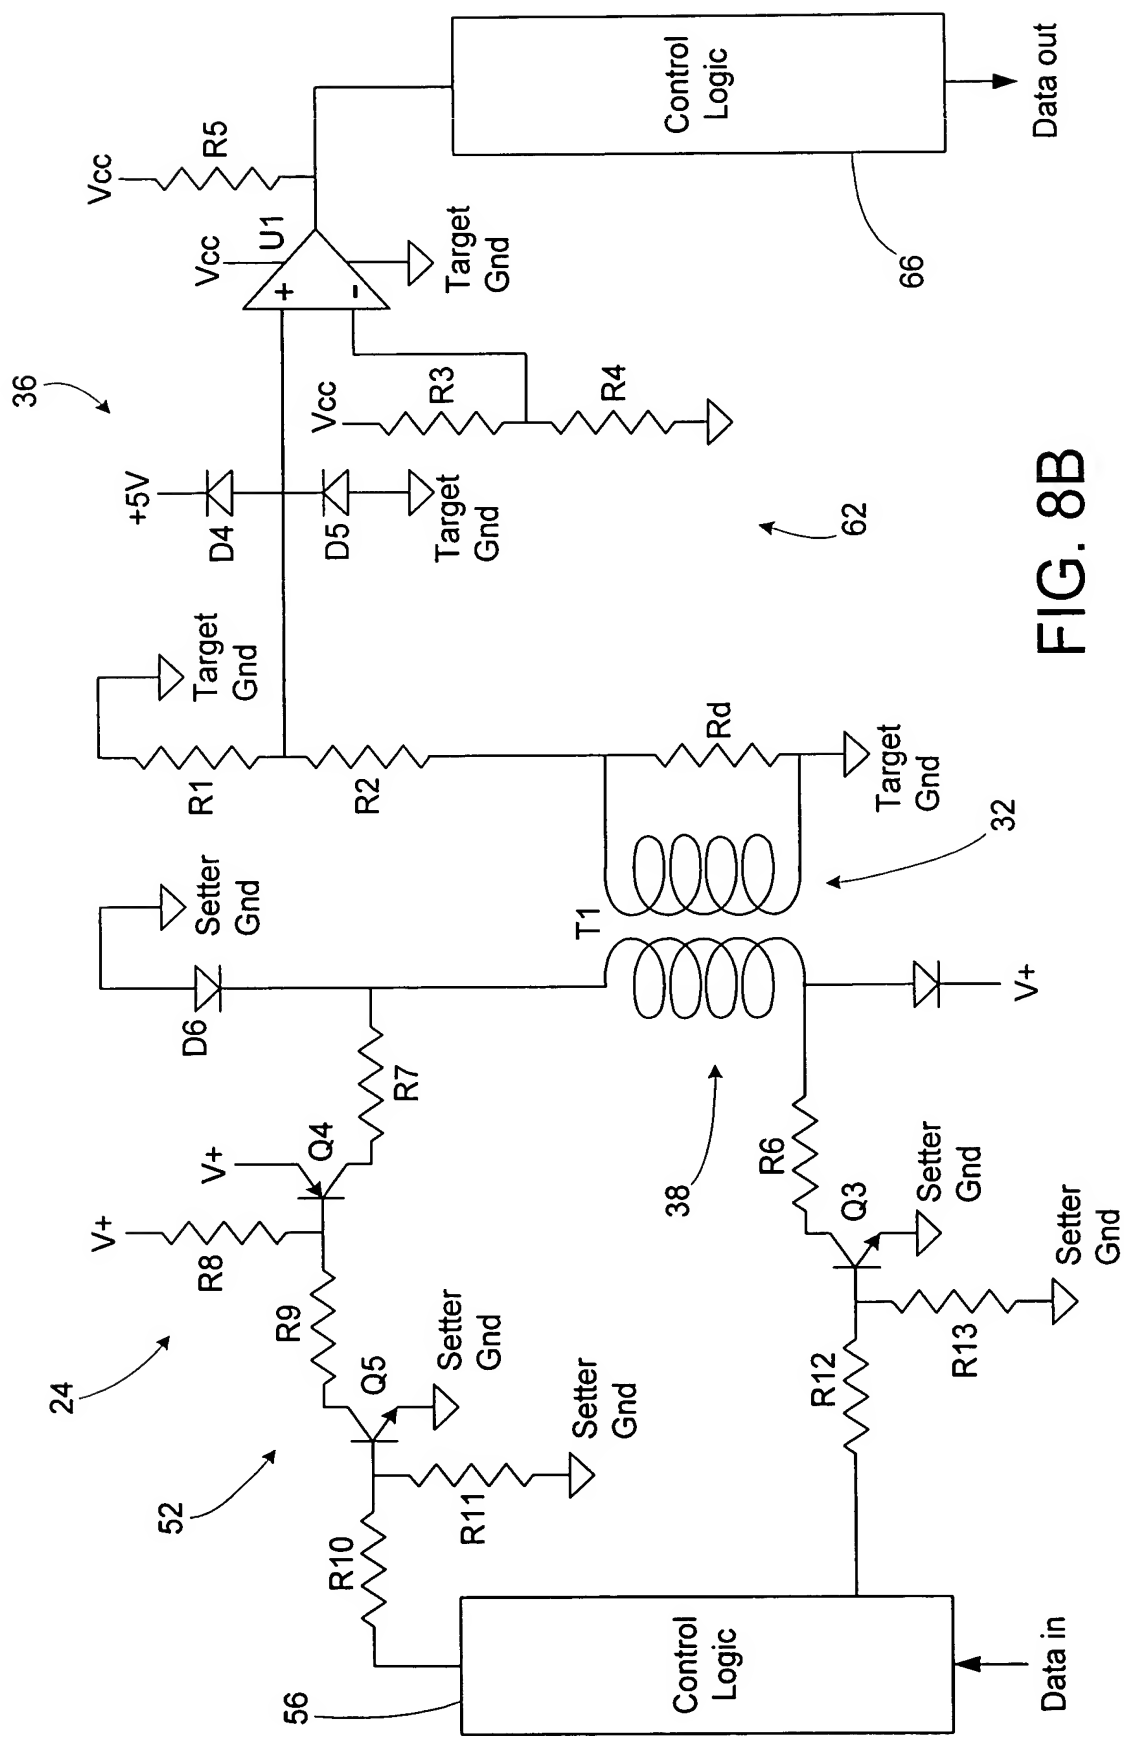 36
Vcc
R5
Vcc
U1
+
-
Target
Gnd
+5V
D4
D5
Target
Gnd
Vcc
R3
R4
Control
Logic
Data out
66
62
Target
Gnd
R1
R2
Rd
Target
Gnd
32
T1
Setter
Gnd
D6
R7
V+
38
V+
Q4
V+
R8
R9
24
Q5
Setter
Gnd
52
R10
R11
Setter
Gnd
R6
Q3
Setter
Gnd
R12
R13
Setter
Gnd
56
Control
Logic
Data in
FIG. 8B